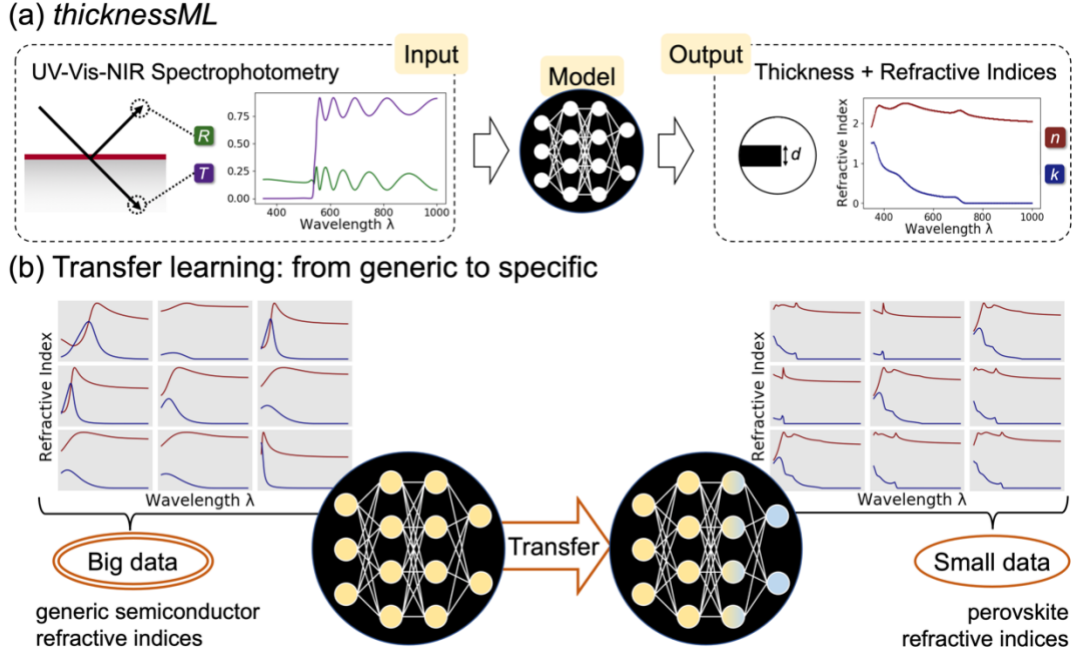 (a) thicknessML
Input
Output
UV-Vis-NIR Spectrophotometry
Model
Thickness + Refractive Indices
R
T
0.75
0.50
0.25
0.00
400
600
800
1000
Wavelength λ
d
Refractive Index
2
1
0
400
600
800
1000
Wavelength λ
n
k
(b) Transfer learning: from generic to specific
Refractive Index
Wavelength λ
Big data
generic semiconductor
refractive indices
Transfer
Refractive Index
Wavelength λ
Small data
perovskite
refractive indices